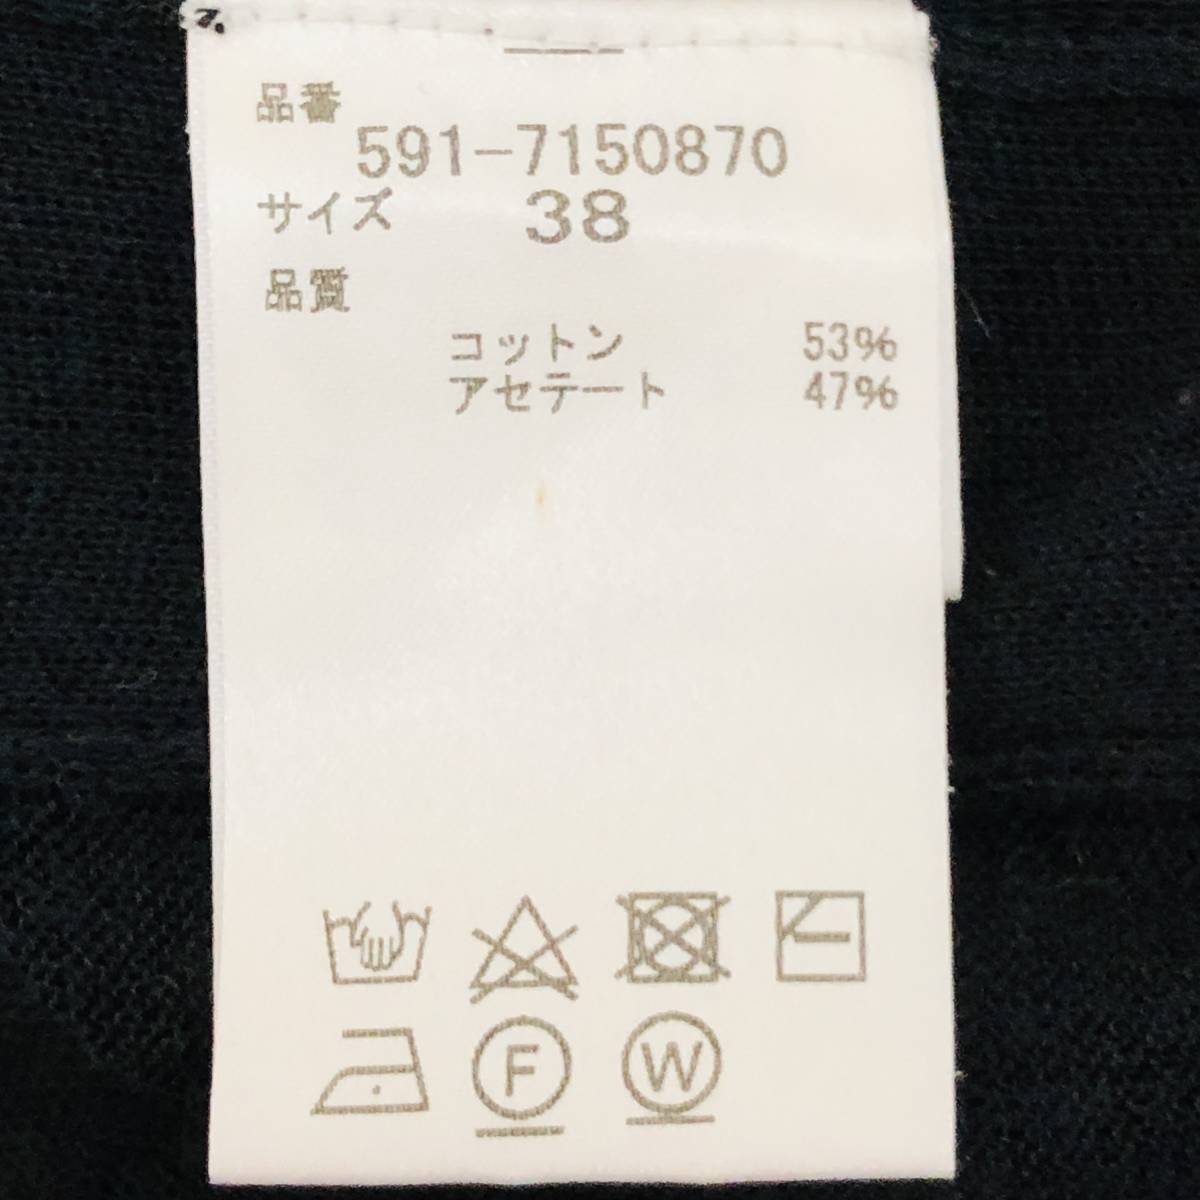 品番
591-7150870
サイズ 38
品質
コットン 53%
アセテート 47%
F W